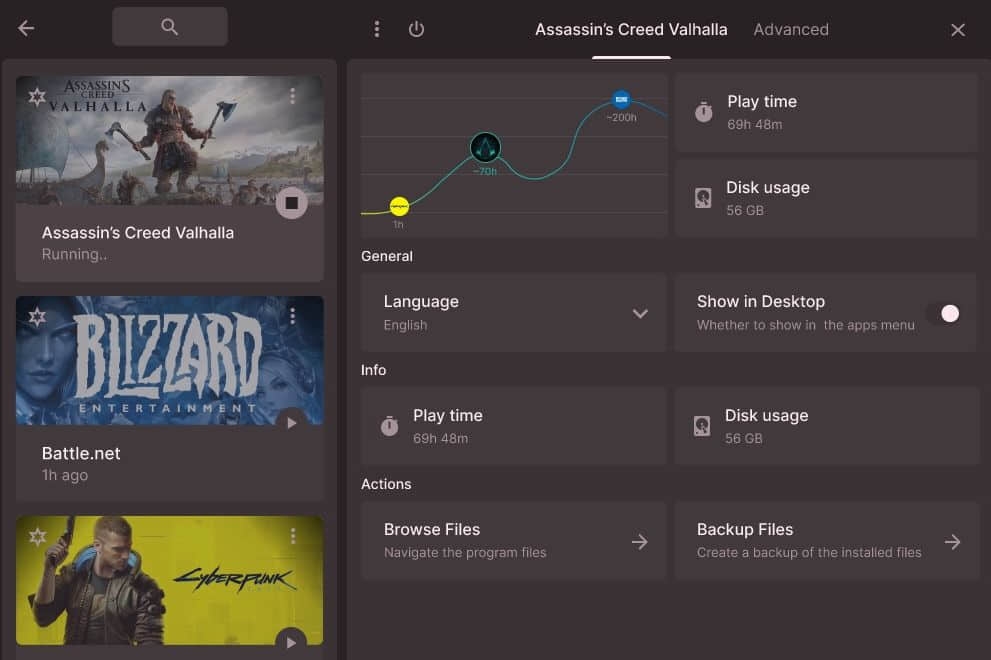 Assassin's Creed Valhalla
Advanced
ASSASSIN'S
CREED
VALHALLA
Assassin's Creed Valhalla
Running..
BLIZZARD
ENTERTAINMENT
Battle.net
1h ago
CYBERPUNK
~200h
~70h
1h
Play time
69h 48m
Disk usage
56 GB
General
Language
English
Show in Desktop
Whether to show in  the apps menu
Info
Play time
69h 48m
Disk usage
56 GB
Actions
Browse Files
Navigate the program files
Backup Files
Create a backup of the installed files